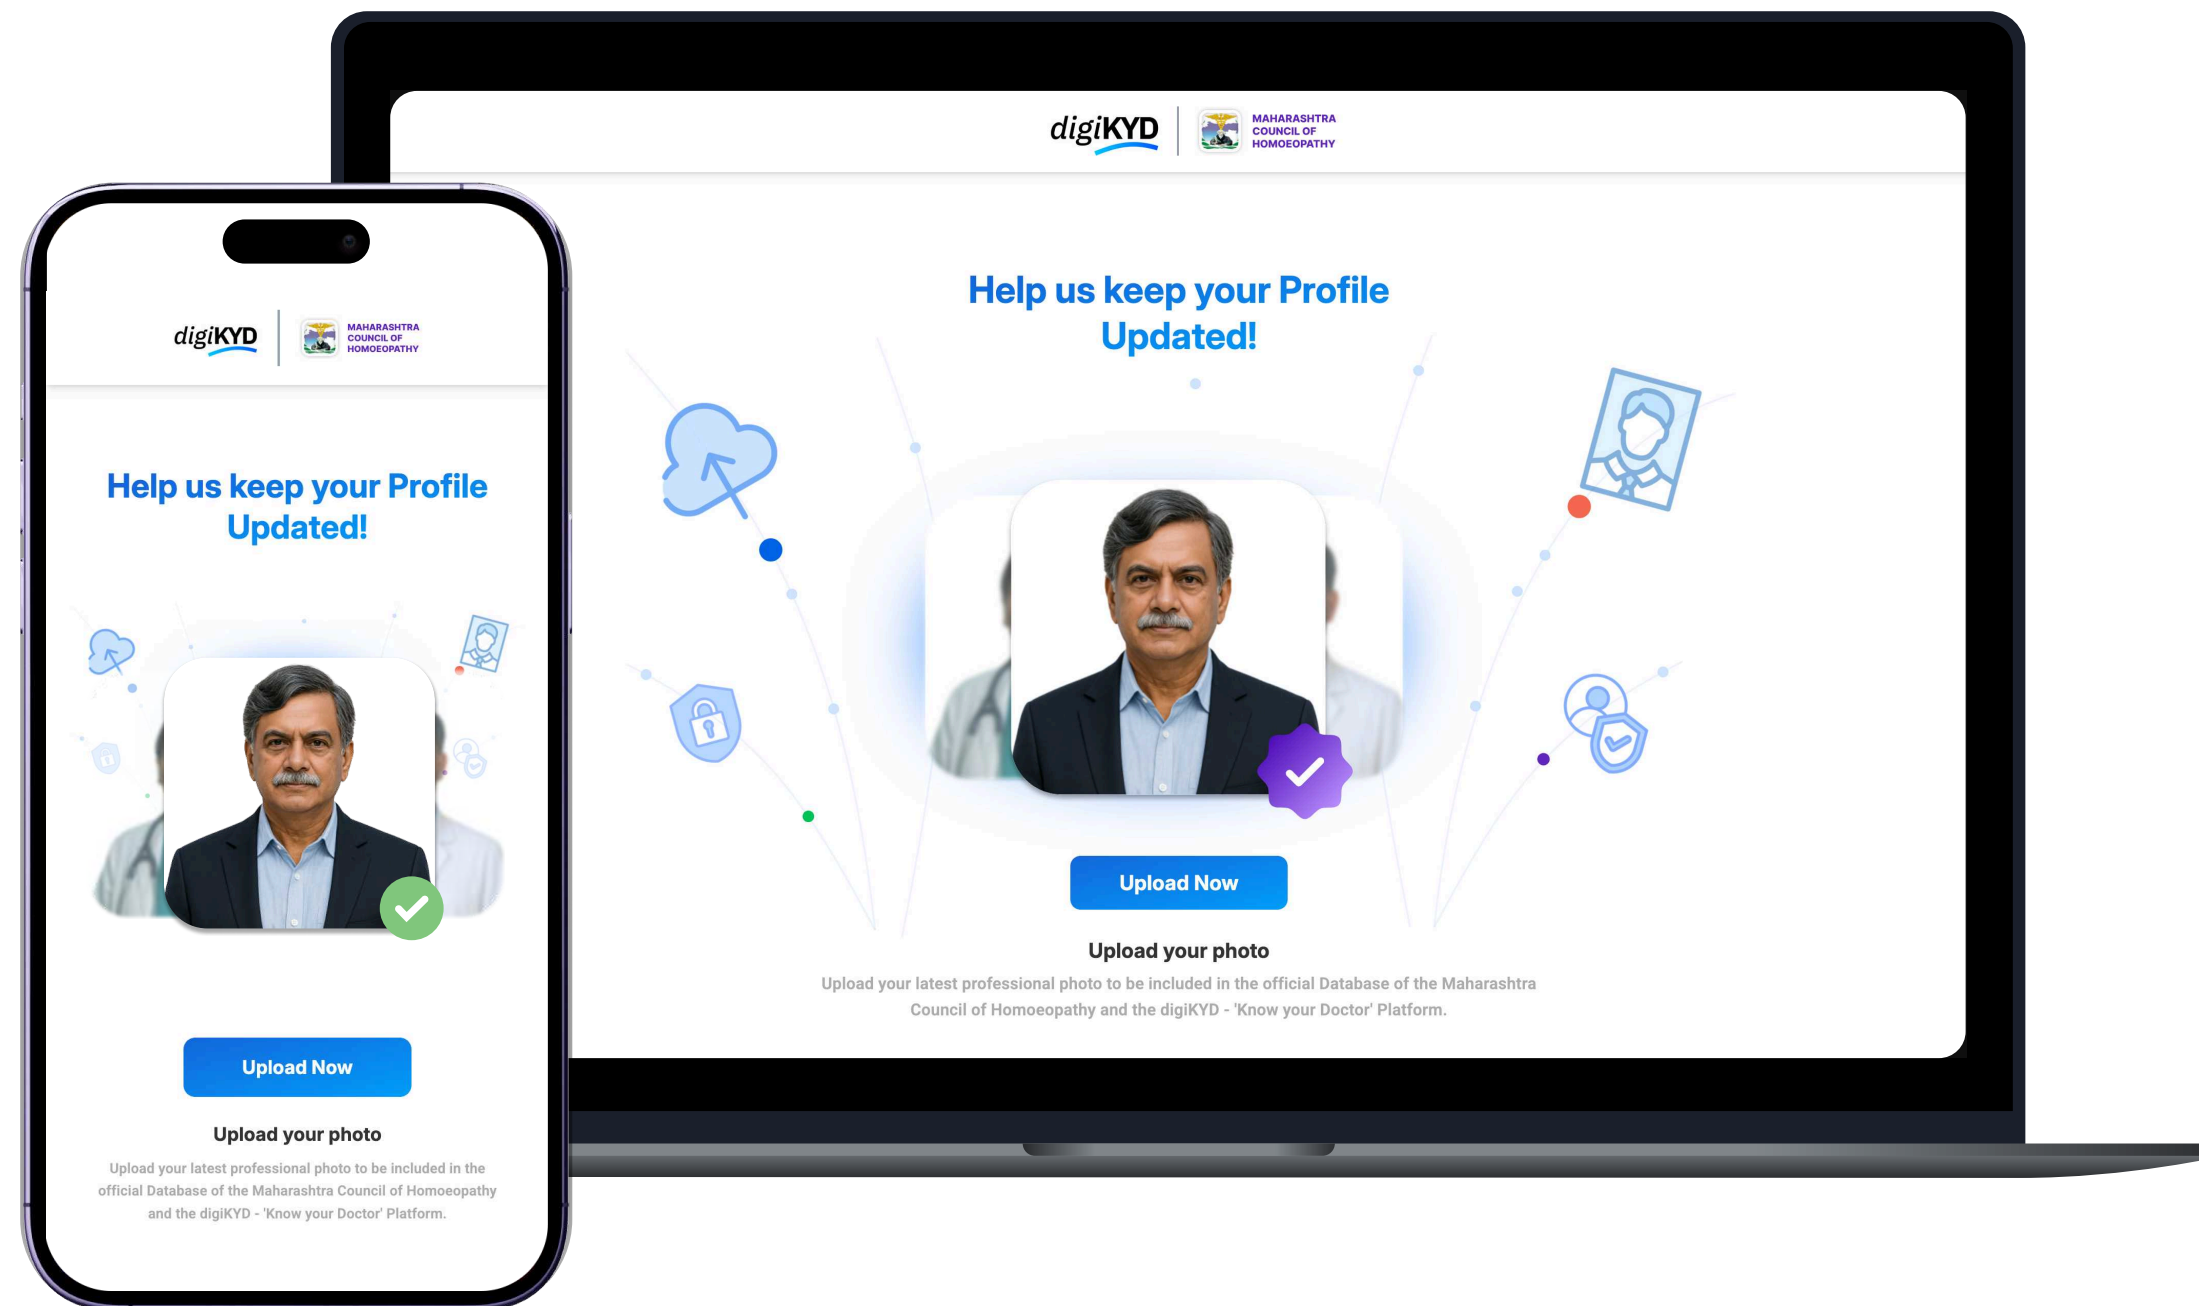 digiKYD
MAHARASHTRA
COUNCIL OF
HOMOEOPATHY
Help us keep your Profile
Updated!
Upload Now
Upload your photo
Upload your latest professional photo to be included in the official Database of the Maharashtra
Council of Homoeopathy and the digiKYD - 'Know your Doctor' Platform.
digiKYD
MAHARASHTRA
COUNCIL OF
HOMOEOPATHY
Help us keep your Profile
Updated!
Upload Now
Upload your photo
Upload your latest professional photo to be included in the
official Database of the Maharashtra Council of Homoeopathy
and the digiKYD - 'Know your Doctor' Platform.